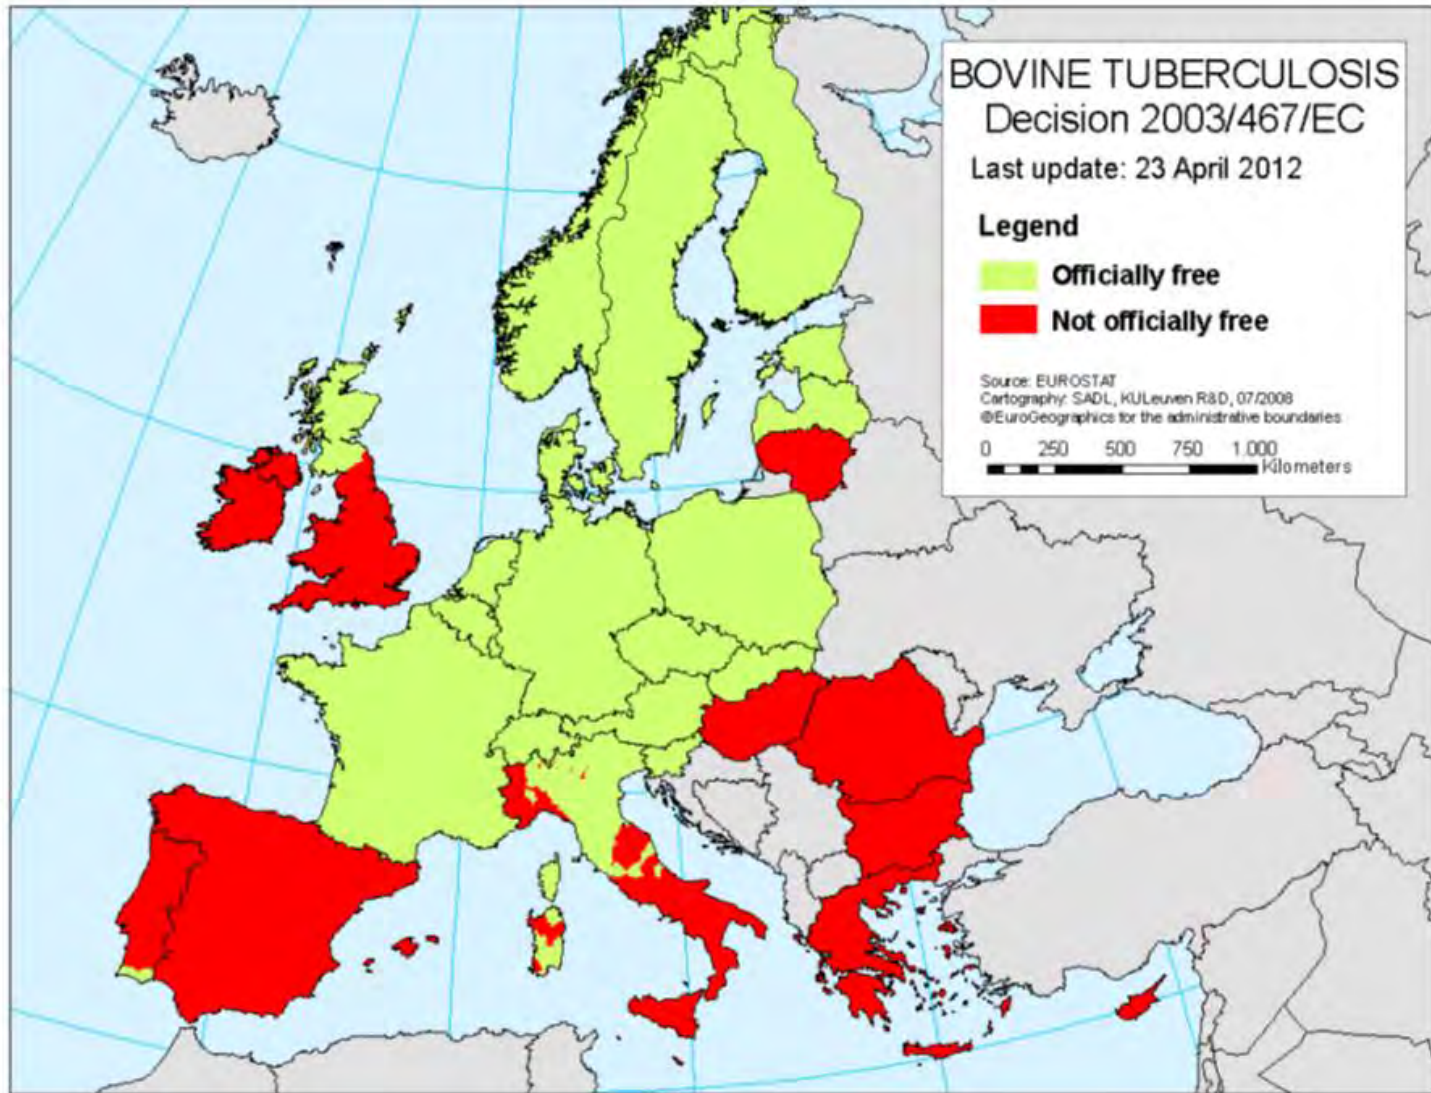 BOVINE TUBERCULOSIS
Decision 2003/467/EC
Last update: 23 April 2012
Legend
Officially free
Not officially free
Source: EUROSTAT
Cartography: SADL, KULeuven R&D, 07/2008
©EuroGeographics for the administrative boundaries
0 250 500 750 1.000
Kilometers